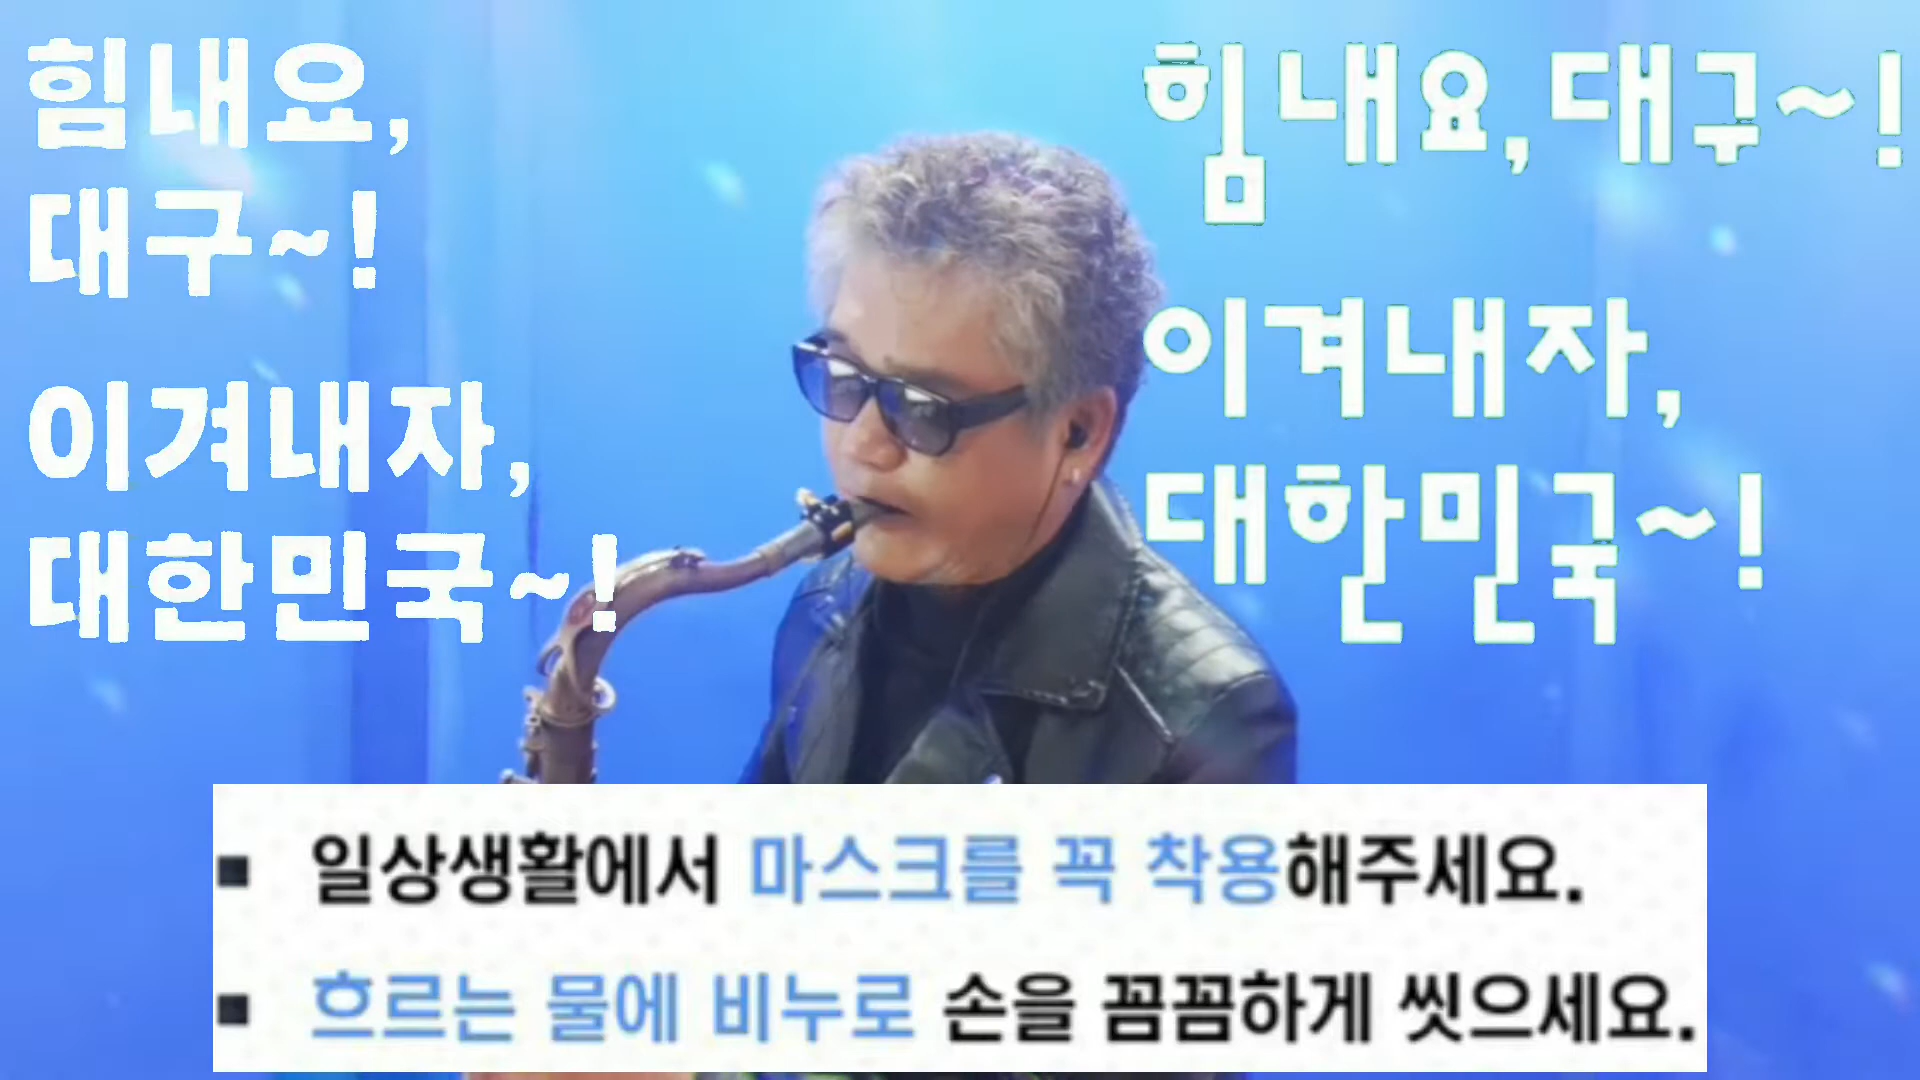 힘내요,
대구~!
이겨내자,
대한민국~!
힘내요,대구~!
이겨내자,
대한민국~!
▪ 일상생활에서 마스크를 꼭 착용해주세요.
▪ 흐르는 물에 비누로 손을 꼼꼼하게 씻으세요.